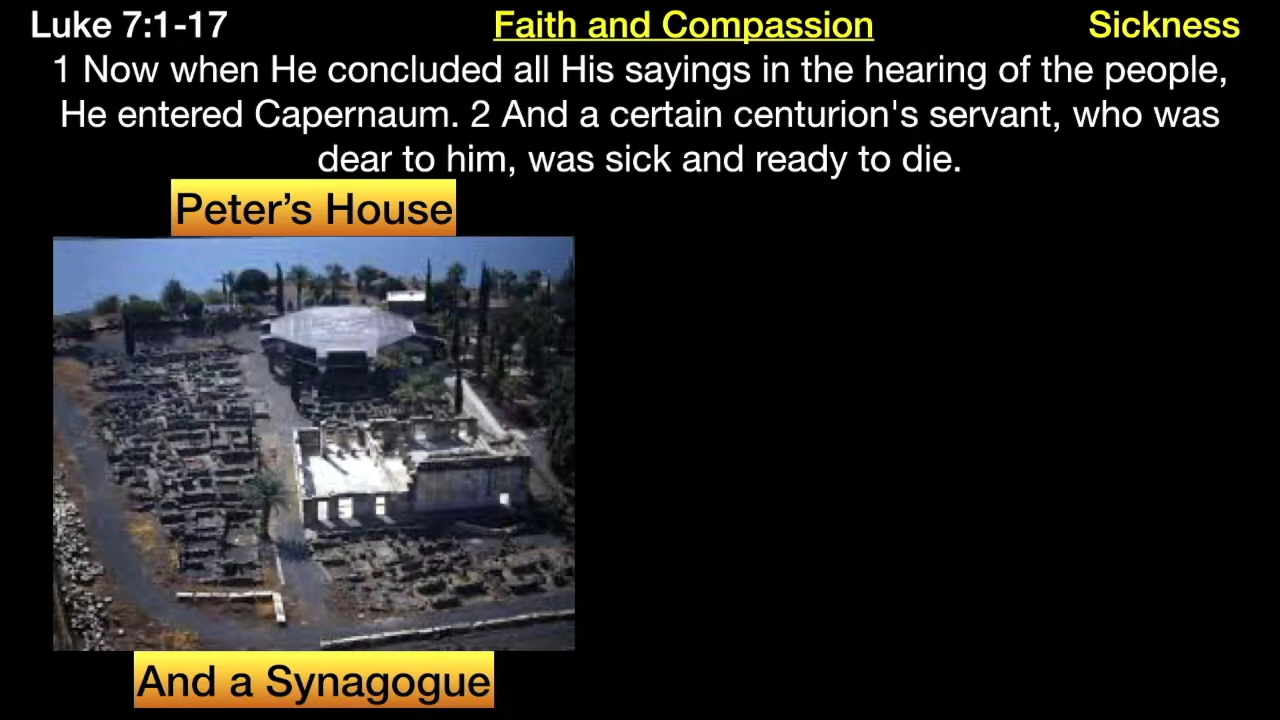 Luke 7:1-17
Faith and Compassion
Sickness
1 Now when He concluded all His sayings in the hearing of the people,
He entered Capernaum. 2 And a certain centurion's servant, who was
dear to him, was sick and ready to die.
Peter’s House
And a Synagogue